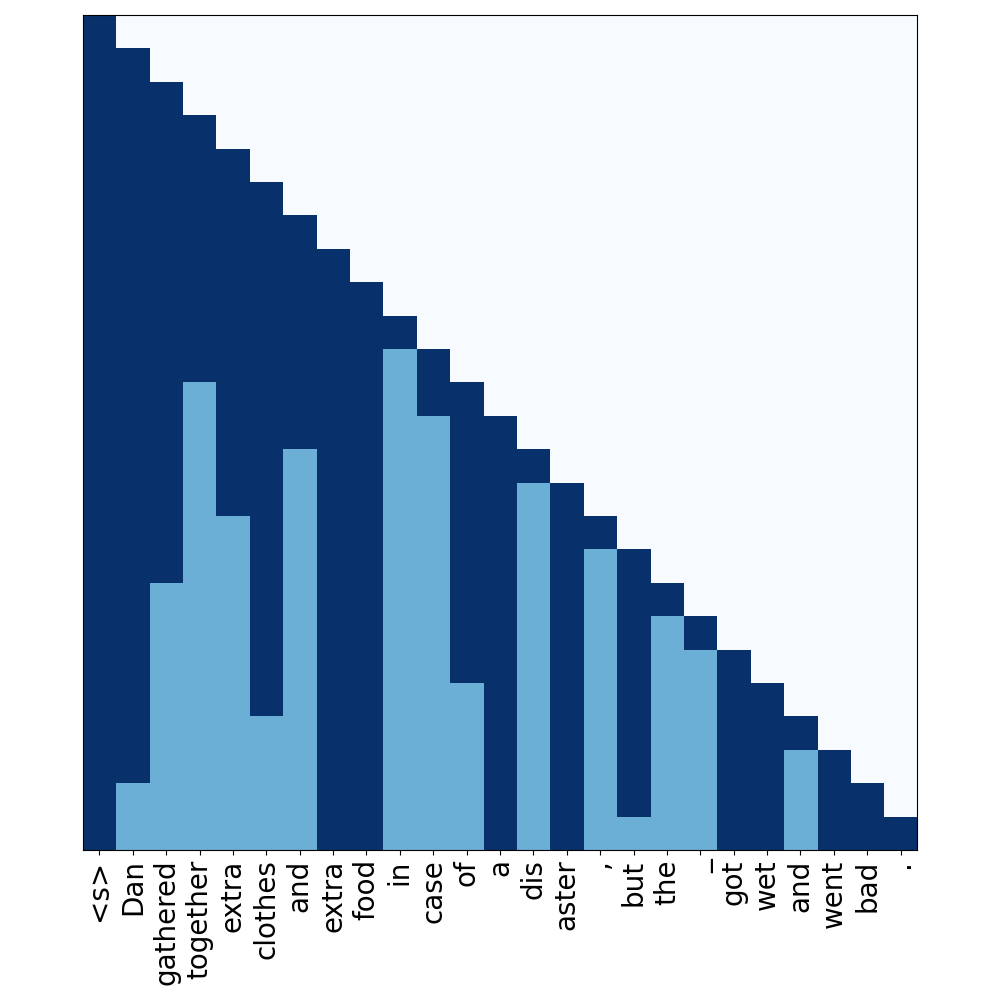 <s> Dan gathered together extra clothes and extra food in case of a dis aster , but the _ got wet and went bad .